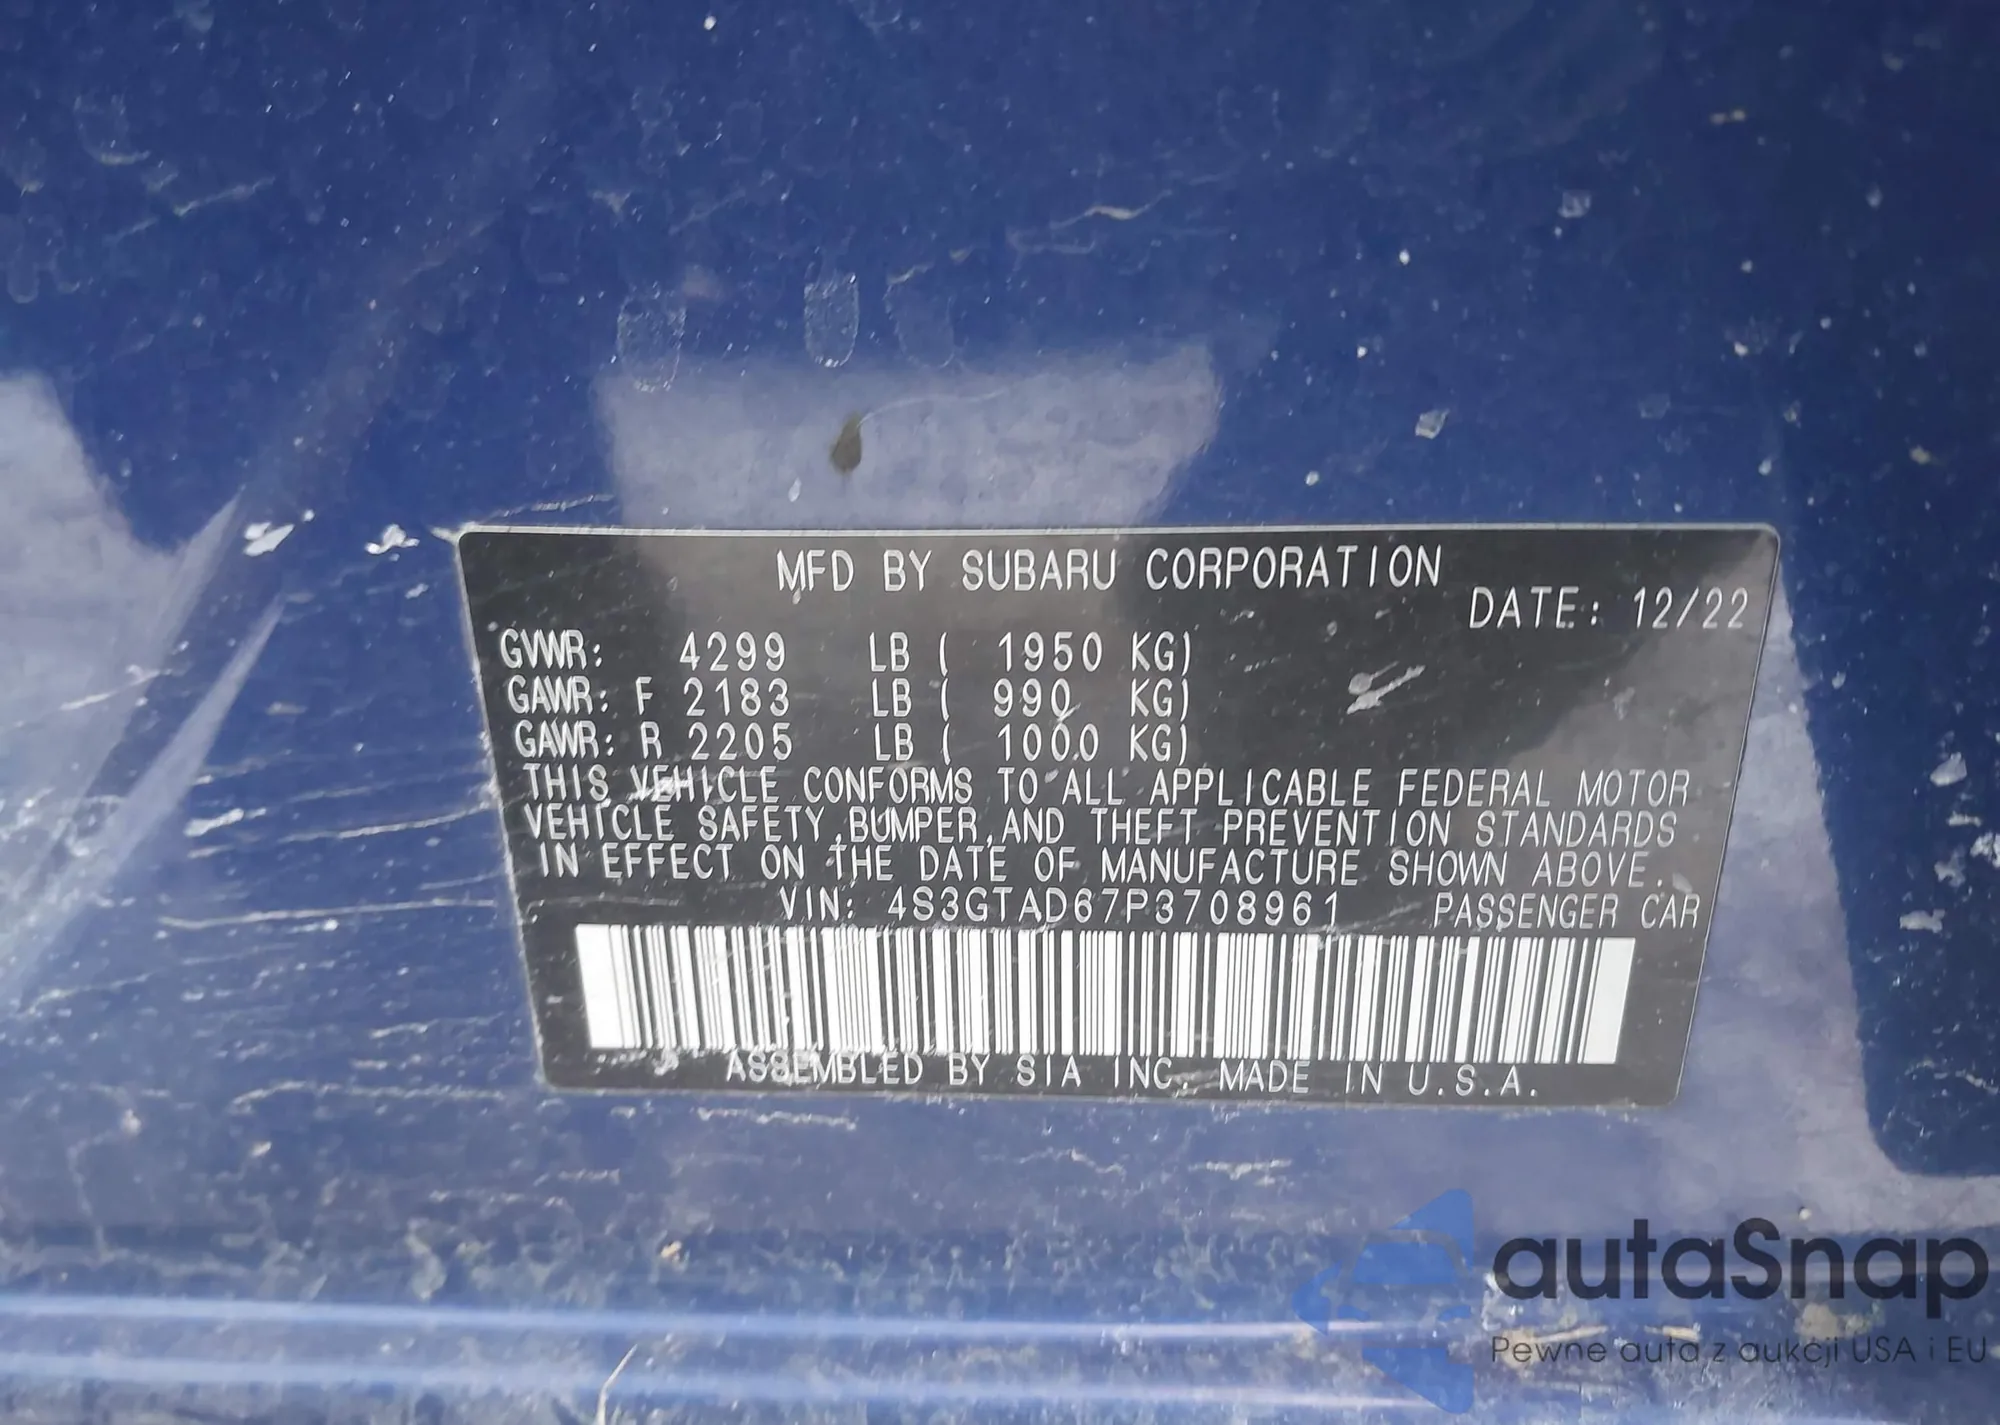 MFD BY SUBARU CORPORATION
DATE: 12/22
GVWR: 4299 LB ( 1950 KG)
GAWR: F 2183 LB ( 990 KG)
GAWR: R 2205 LB ( 1000 KG)
THIS VEHICLE CONFORMS TO ALL APPLICABLE FEDERAL MOTOR
VEHICLE SAFETY,BUMPER,AND THEFT PREVENTION STANDARDS
IN EFFECT ON THE DATE OF MANUFACTURE SHOWN ABOVE.
VIN: 4S3GTAD67P3708961 PASSENGER CAR
ASSEMBLED BY SIA INC. MADE IN U.S.A.
autaSnap
Pewne auta z aukcji USA i EU